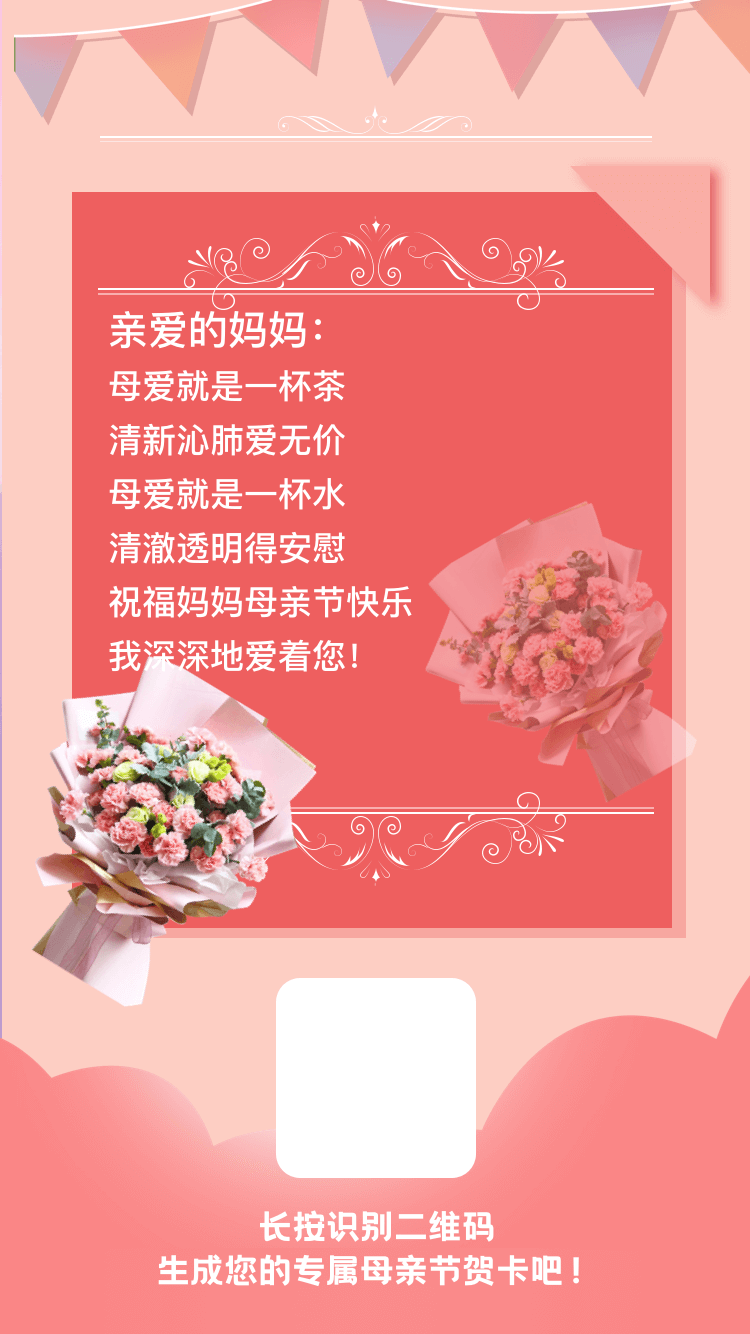 亲爱的妈妈：
母爱就是一杯茶
清新沁肺爱无价
母爱就是一杯水
清澈透明得安慰
祝福妈妈母亲节快乐
我深深地爱着您！
长按识别二维码
生成您的专属母亲节贺卡吧！